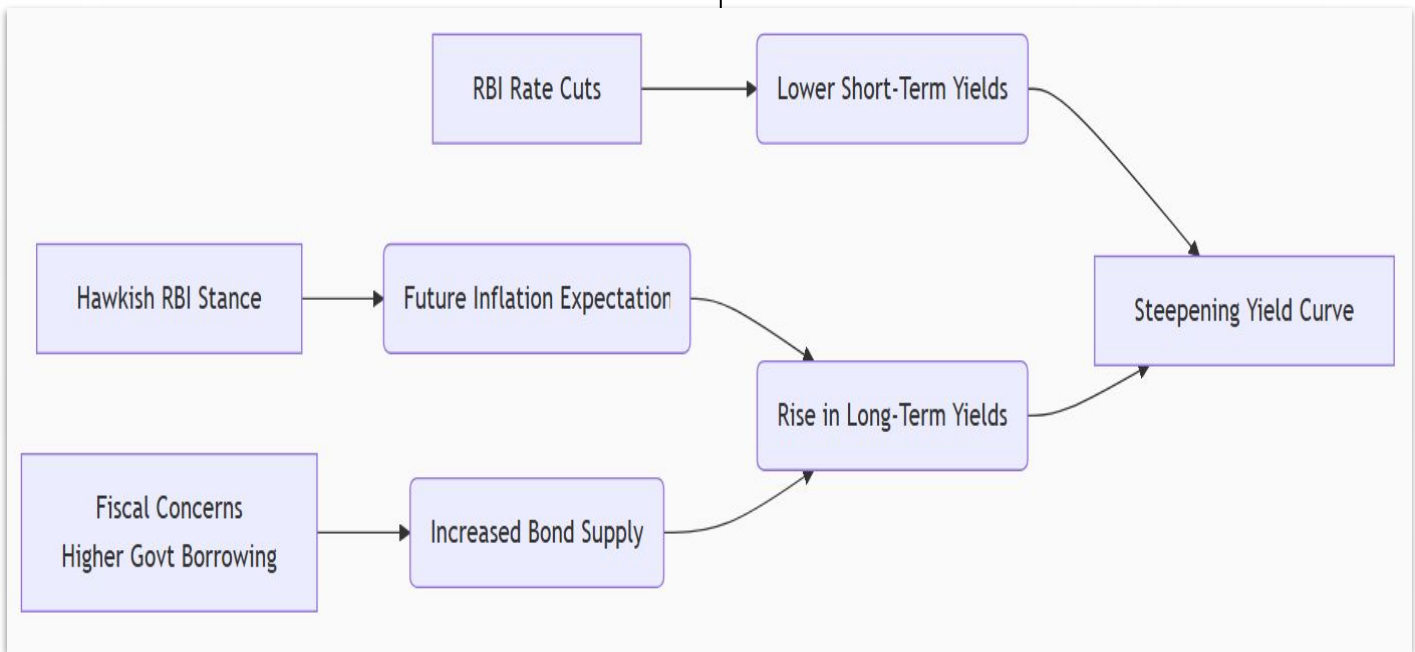 RBI Rate Cuts
Lower Short-Term Yields
Hawkish RBI Stance
Future Inflation Expectation
Steepening Yield Curve
Rise in Long-Term Yields
Fiscal Concerns
Higher Govt Borrowing
Increased Bond Supply